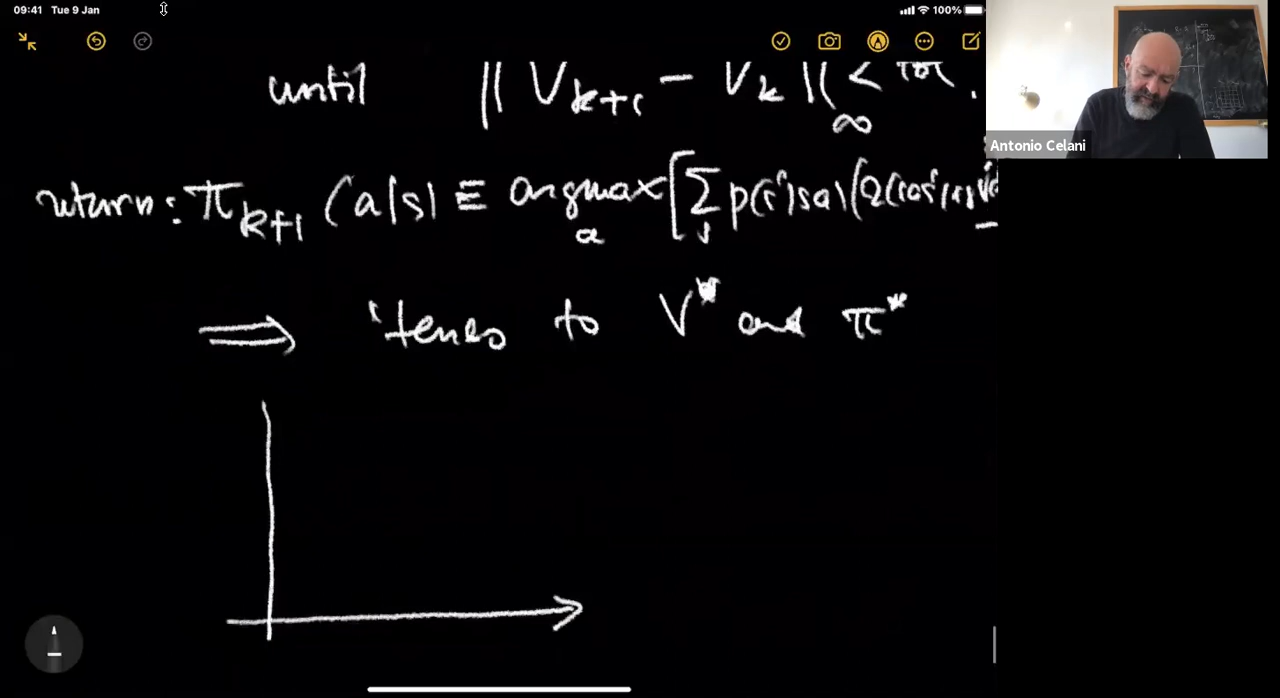 09:41 Tue 9 Jan 100%
until || V_{k+1} - V_k ||_∞ < tol.
return: π_{k+1} (a|s) ≡ argmax_a [ Σ_{s'} p(s'|sa) (
⟹ tends to V* and π*
Antonio Celani